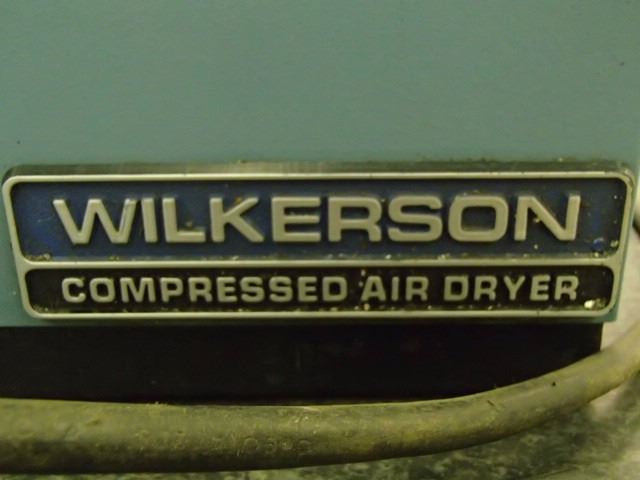 WILKERSON
COMPRESSED AIR DRYER